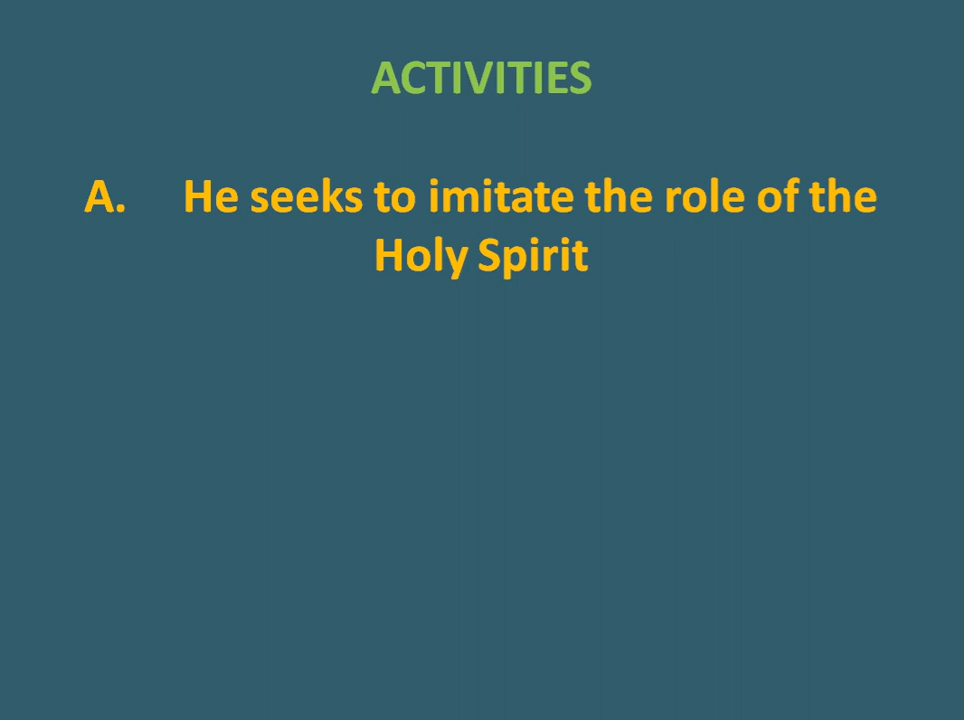 ACTIVITIES
A. He seeks to imitate the role of the
Holy Spirit